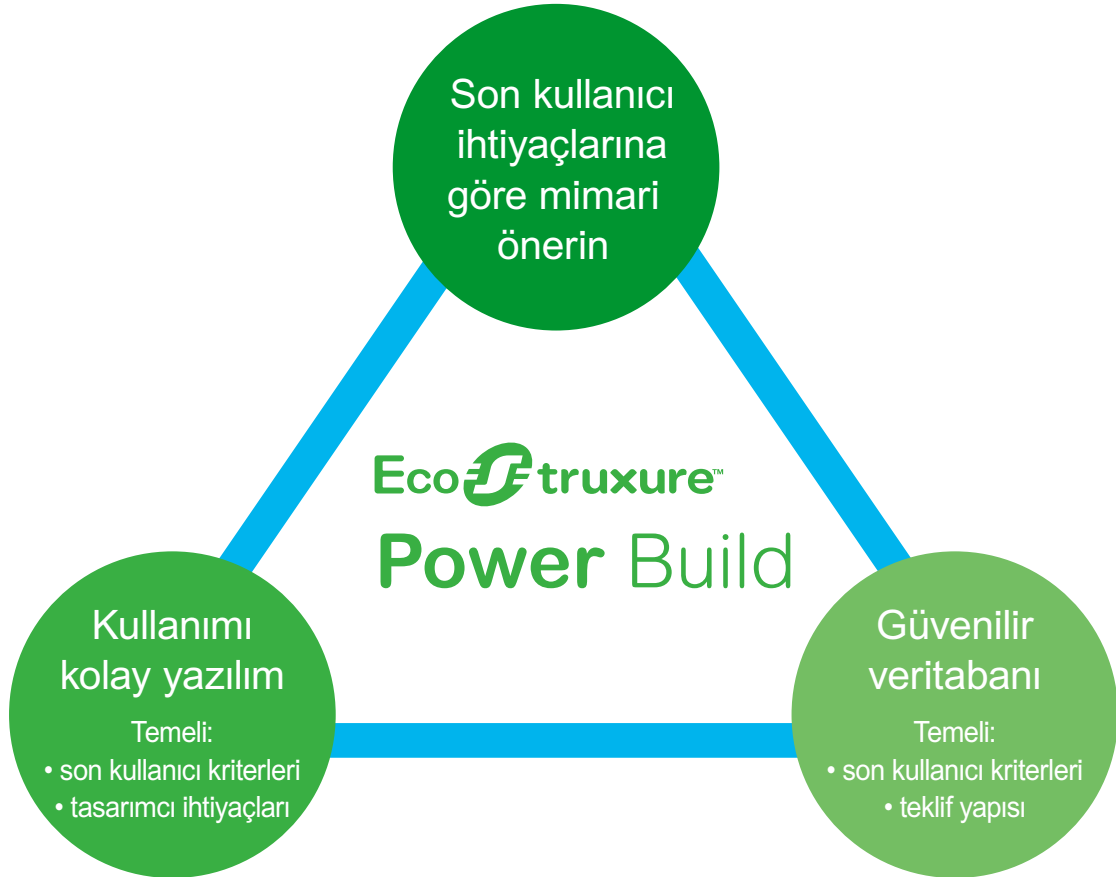 Son kullanıcı
ihtiyaçlarına
göre mimari
önerin
EcoStruxure™
Power Build
Kullanımı
kolay yazılım
Temeli:
• son kullanıcı kriterleri
• tasarımcı ihtiyaçları
Güvenilir
veritabanı
Temeli:
• son kullanıcı kriterleri
• teklif yapısı